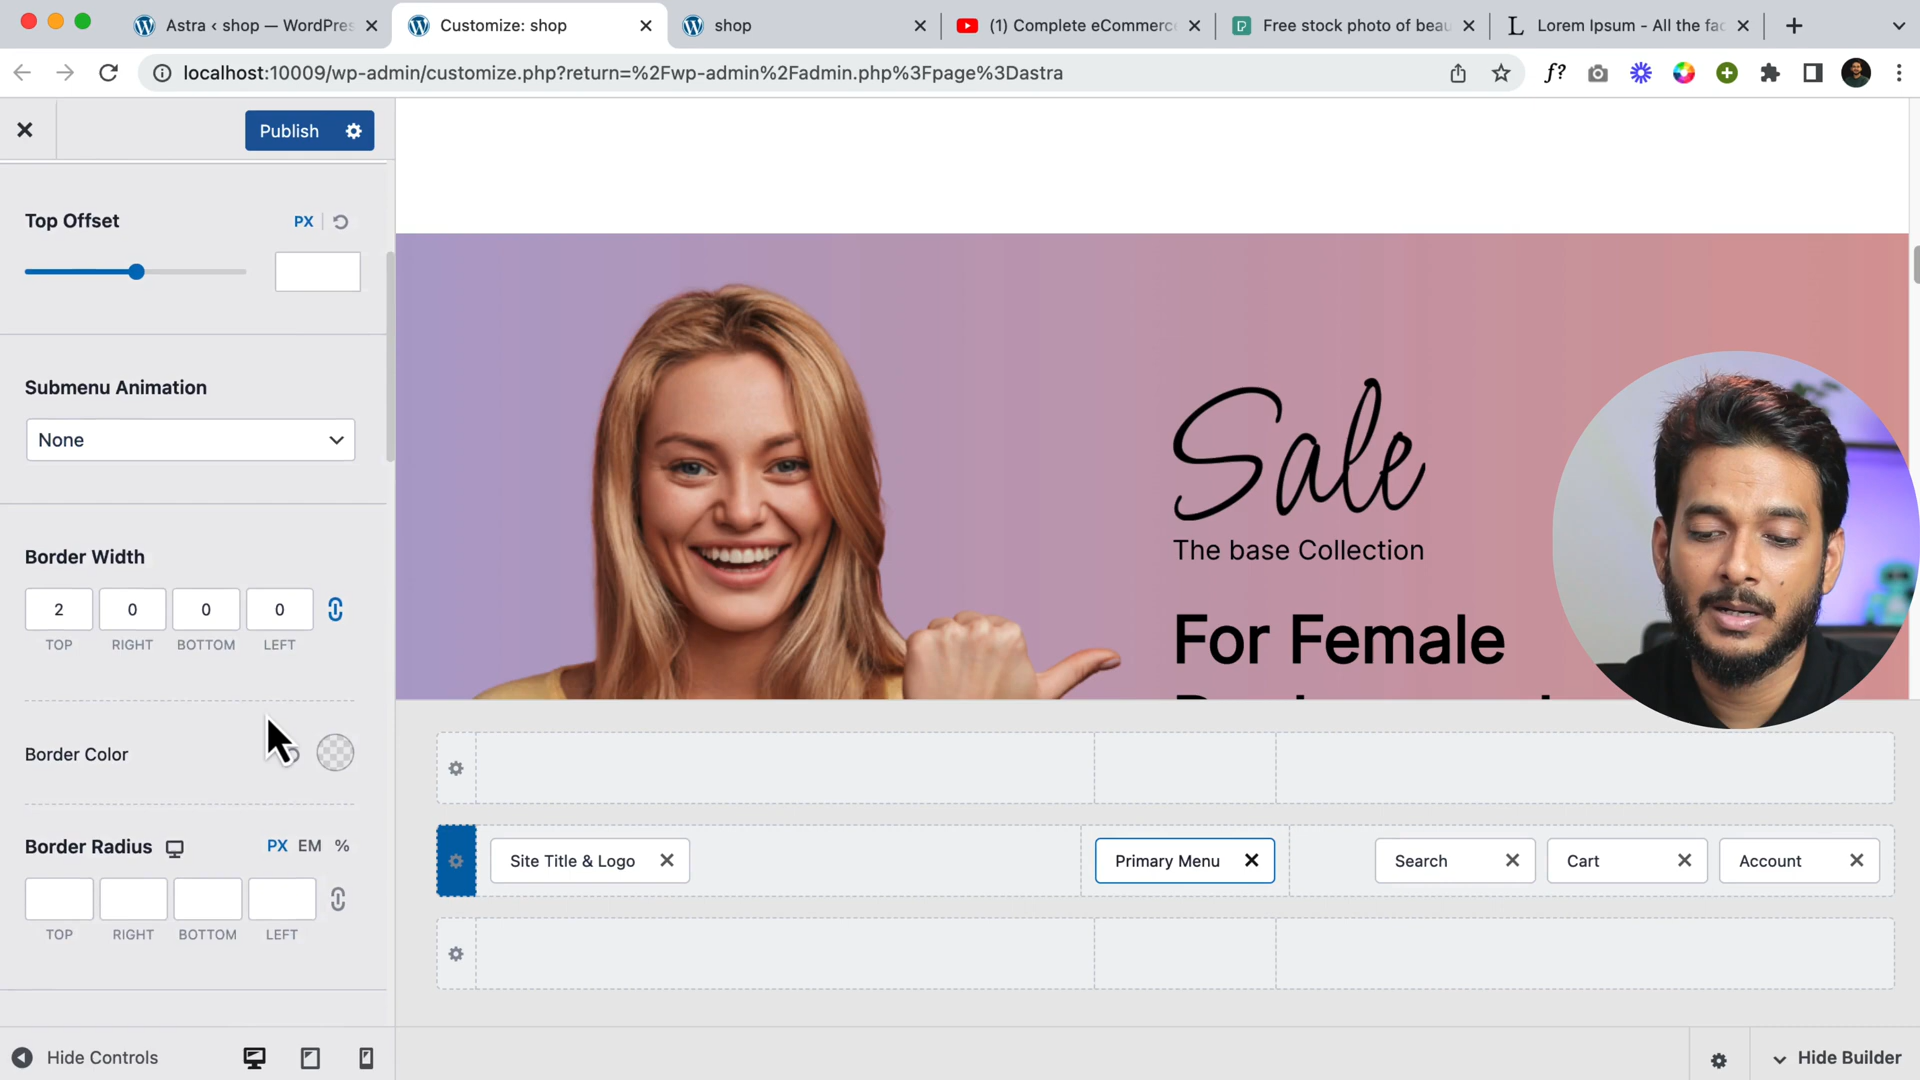 Astra ‹ shop — WordPres
Customize: shop
shop
(1) Complete eCommerce
Free stock photo of beau
Lorem Ipsum - All the fac
localhost:10009/wp-admin/customize.php?return=%2Fwp-admin%2Fadmin.php%3Fpage%3Dastra
f?
Publish
Top Offset
PX
Submenu Animation
None
Border Width
2 0 0 0
TOP RIGHT BOTTOM LEFT
Border Color
Border Radius
PX EM %
TOP RIGHT BOTTOM LEFT
Hide Controls
Sale
The base Collection
For Female
Site Title & Logo
Primary Menu
Search
Cart
Account
Hide Builder